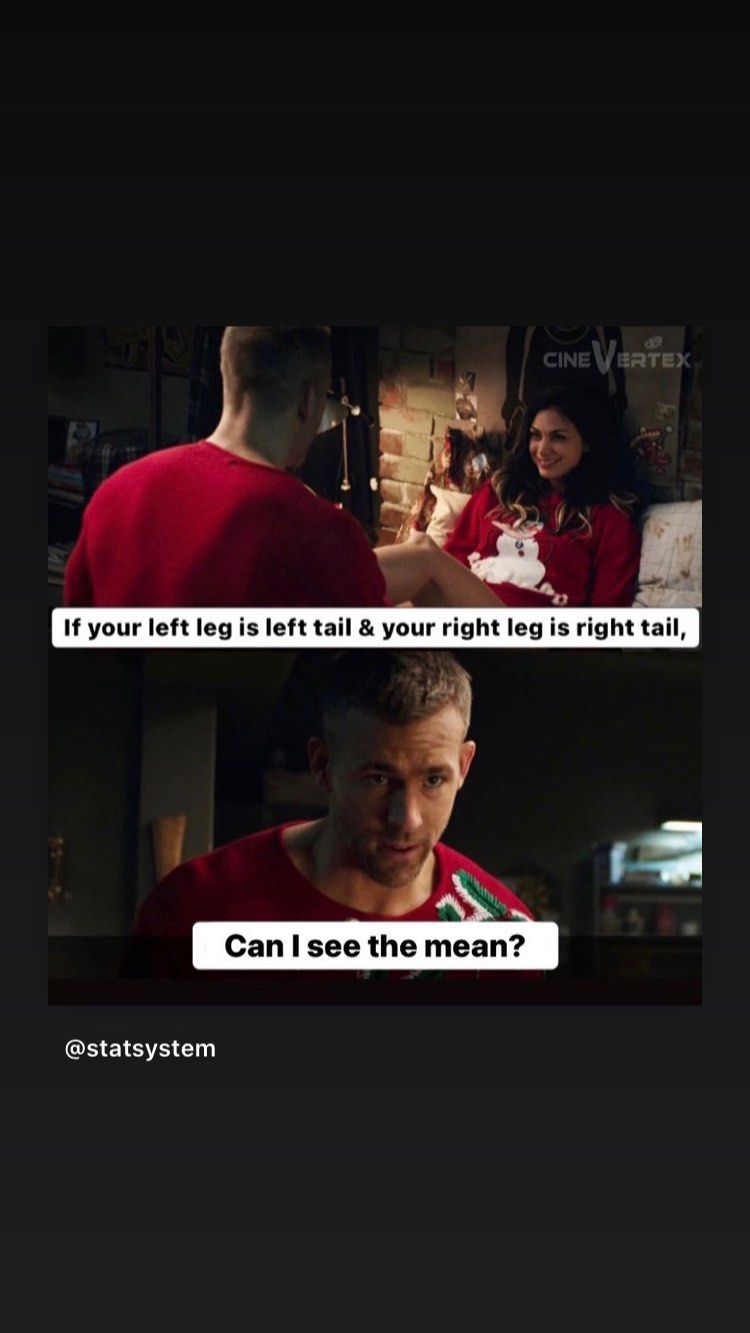 CINEVERTEX
If your left leg is left tail & your right leg is right tail,
Can I see the mean?
@statsystem